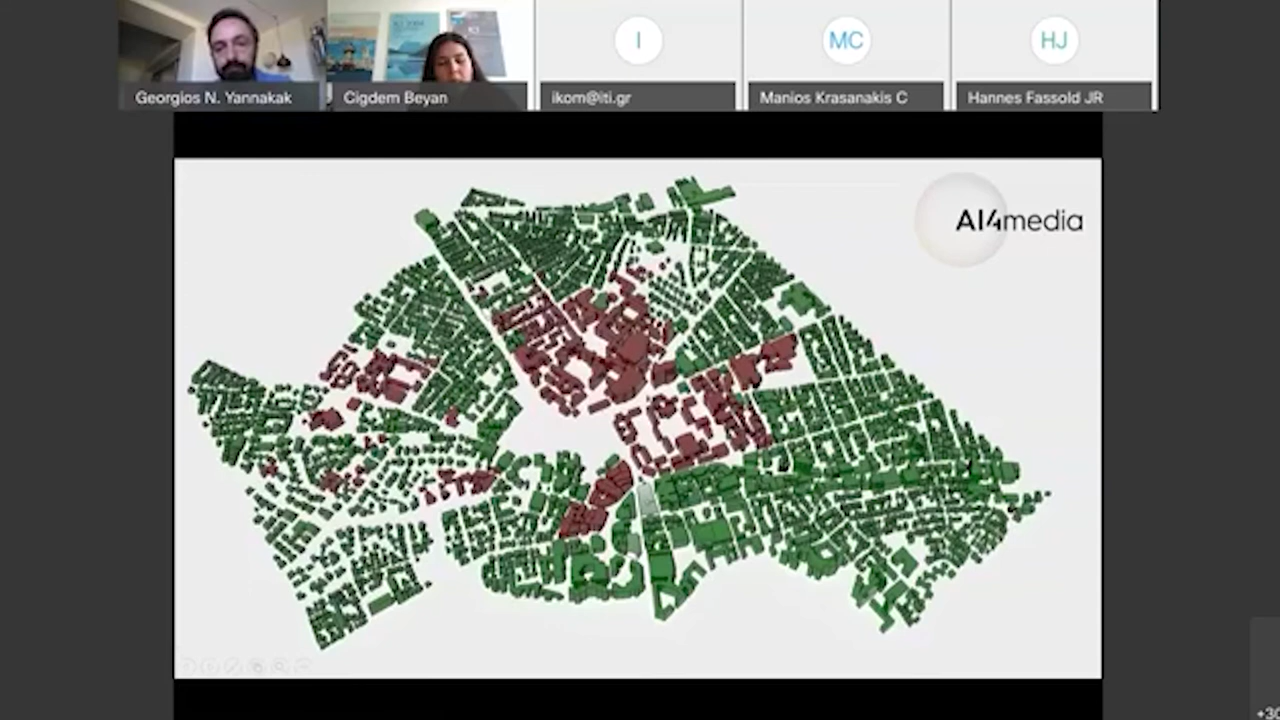 Georgios N. Yannakak
Cigdem Beyan
I
ikom@iti.gr
MC
Manios Krasanakis C
HJ
Hannes Fassold JR
AI4media